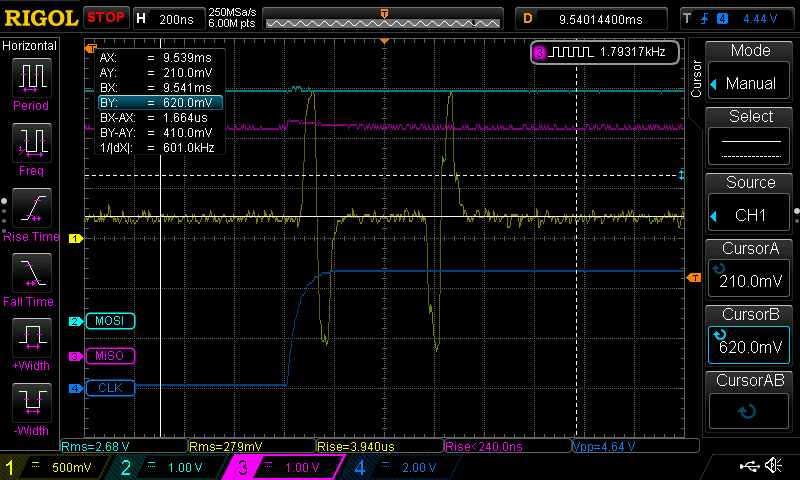 RIGOL STOP H 200ns 250MSa/s 6.00M pts D 9.54014400ms T 4 4.44 V
Horizontal
Period
Freq
Rise Time
Fall Time
+Width
-Width
AX: = 9.539ms
AY: = 210.0mV
BX: = 9.541ms
BY: = 620.0mV
BX-AX: = 1.664us
BY-AY: = 410.0mV
1/|dX|: = 601.0kHz
3 1.79317kHz
T
T
1
2 MOSI
3 MISO
4 CLK
T
Cursor
Mode
Manual
Select
Source
CH1
CursorA
210.0mV
CursorB
620.0mV
CursorAB
Rms=2.68 V Rms=279mV Rise=3.940us Rise<240.0ns Vpp=4.64 V
1 500mV 2 1.00 V 3 1.00 V 4 2.00 V